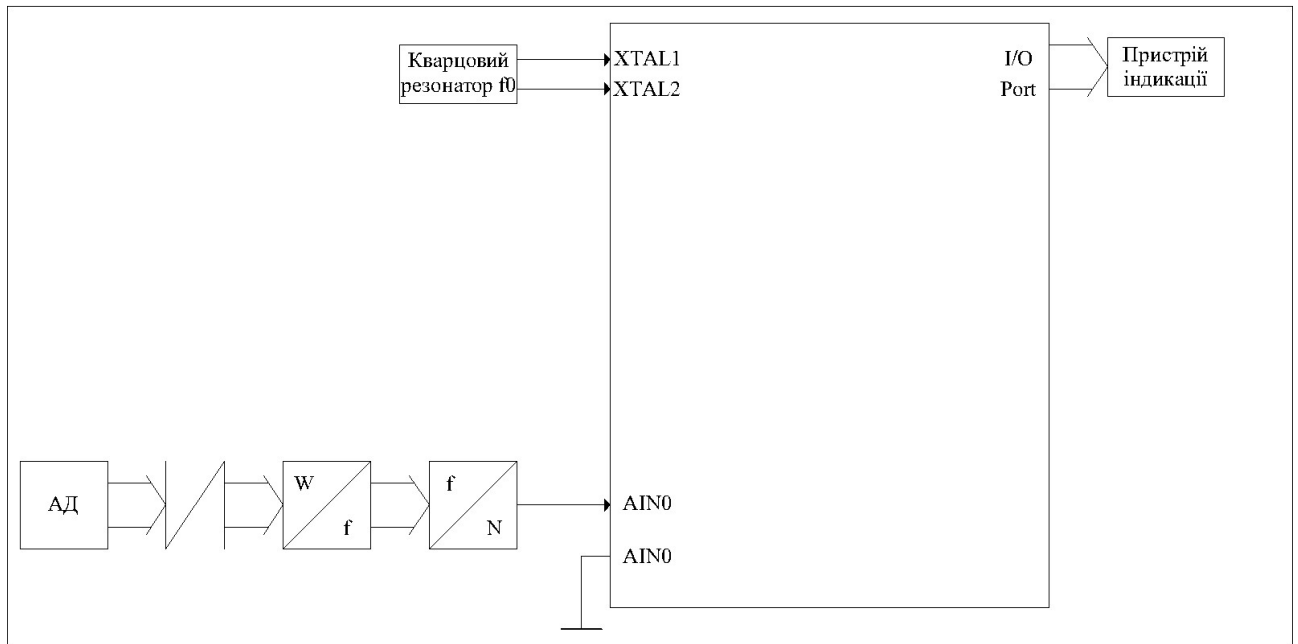 Кварцовий
резонатор f0
XTAL1
XTAL2
I/O
Port
Пристрій
індикації
АД
W
f
f
N
AIN0
AIN0